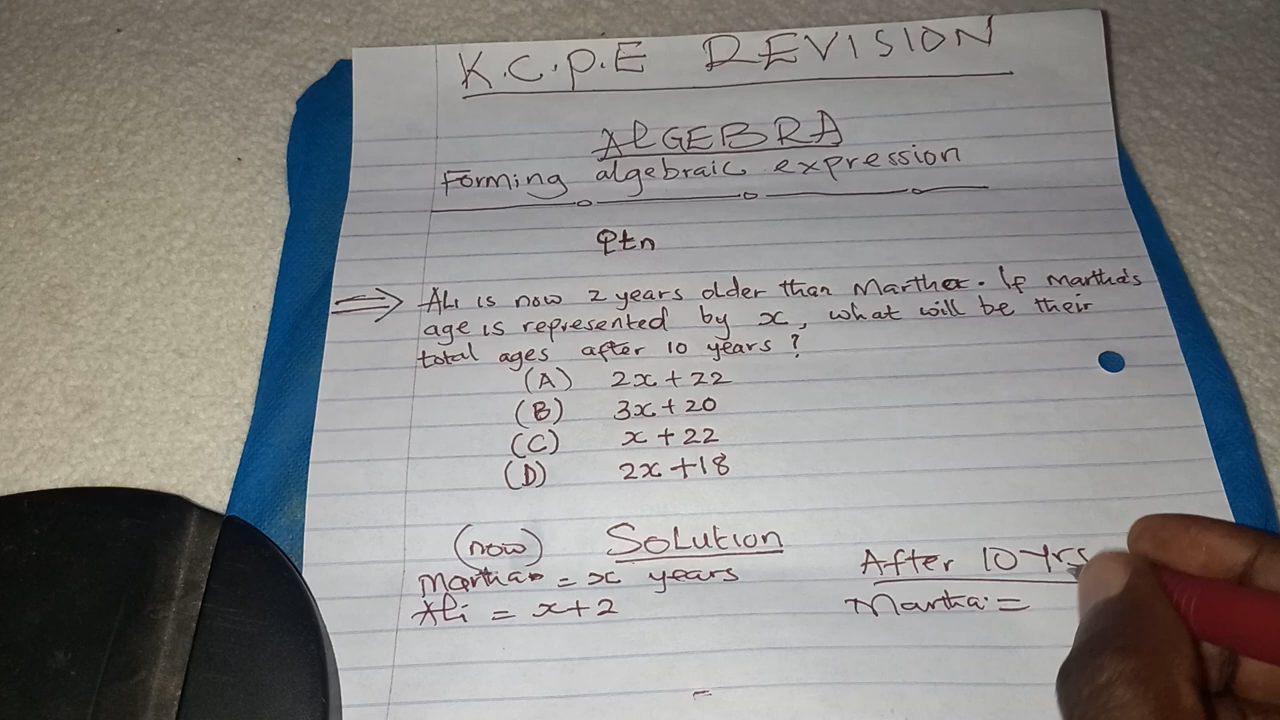 K.C.P.E REVISION
AlGEBRA
Forming algebraic expression
Qtn
⇒ Ali is now 2 years older than Martha. If martha's
age is represented by x, what will be their
total ages after 10 years?
(A) 2x + 22
(B) 3x + 20
(C) x + 22
(D) 2x + 18
(now) Solution
Martha = x years
Ali = x + 2
After 10 yrs
Martha =